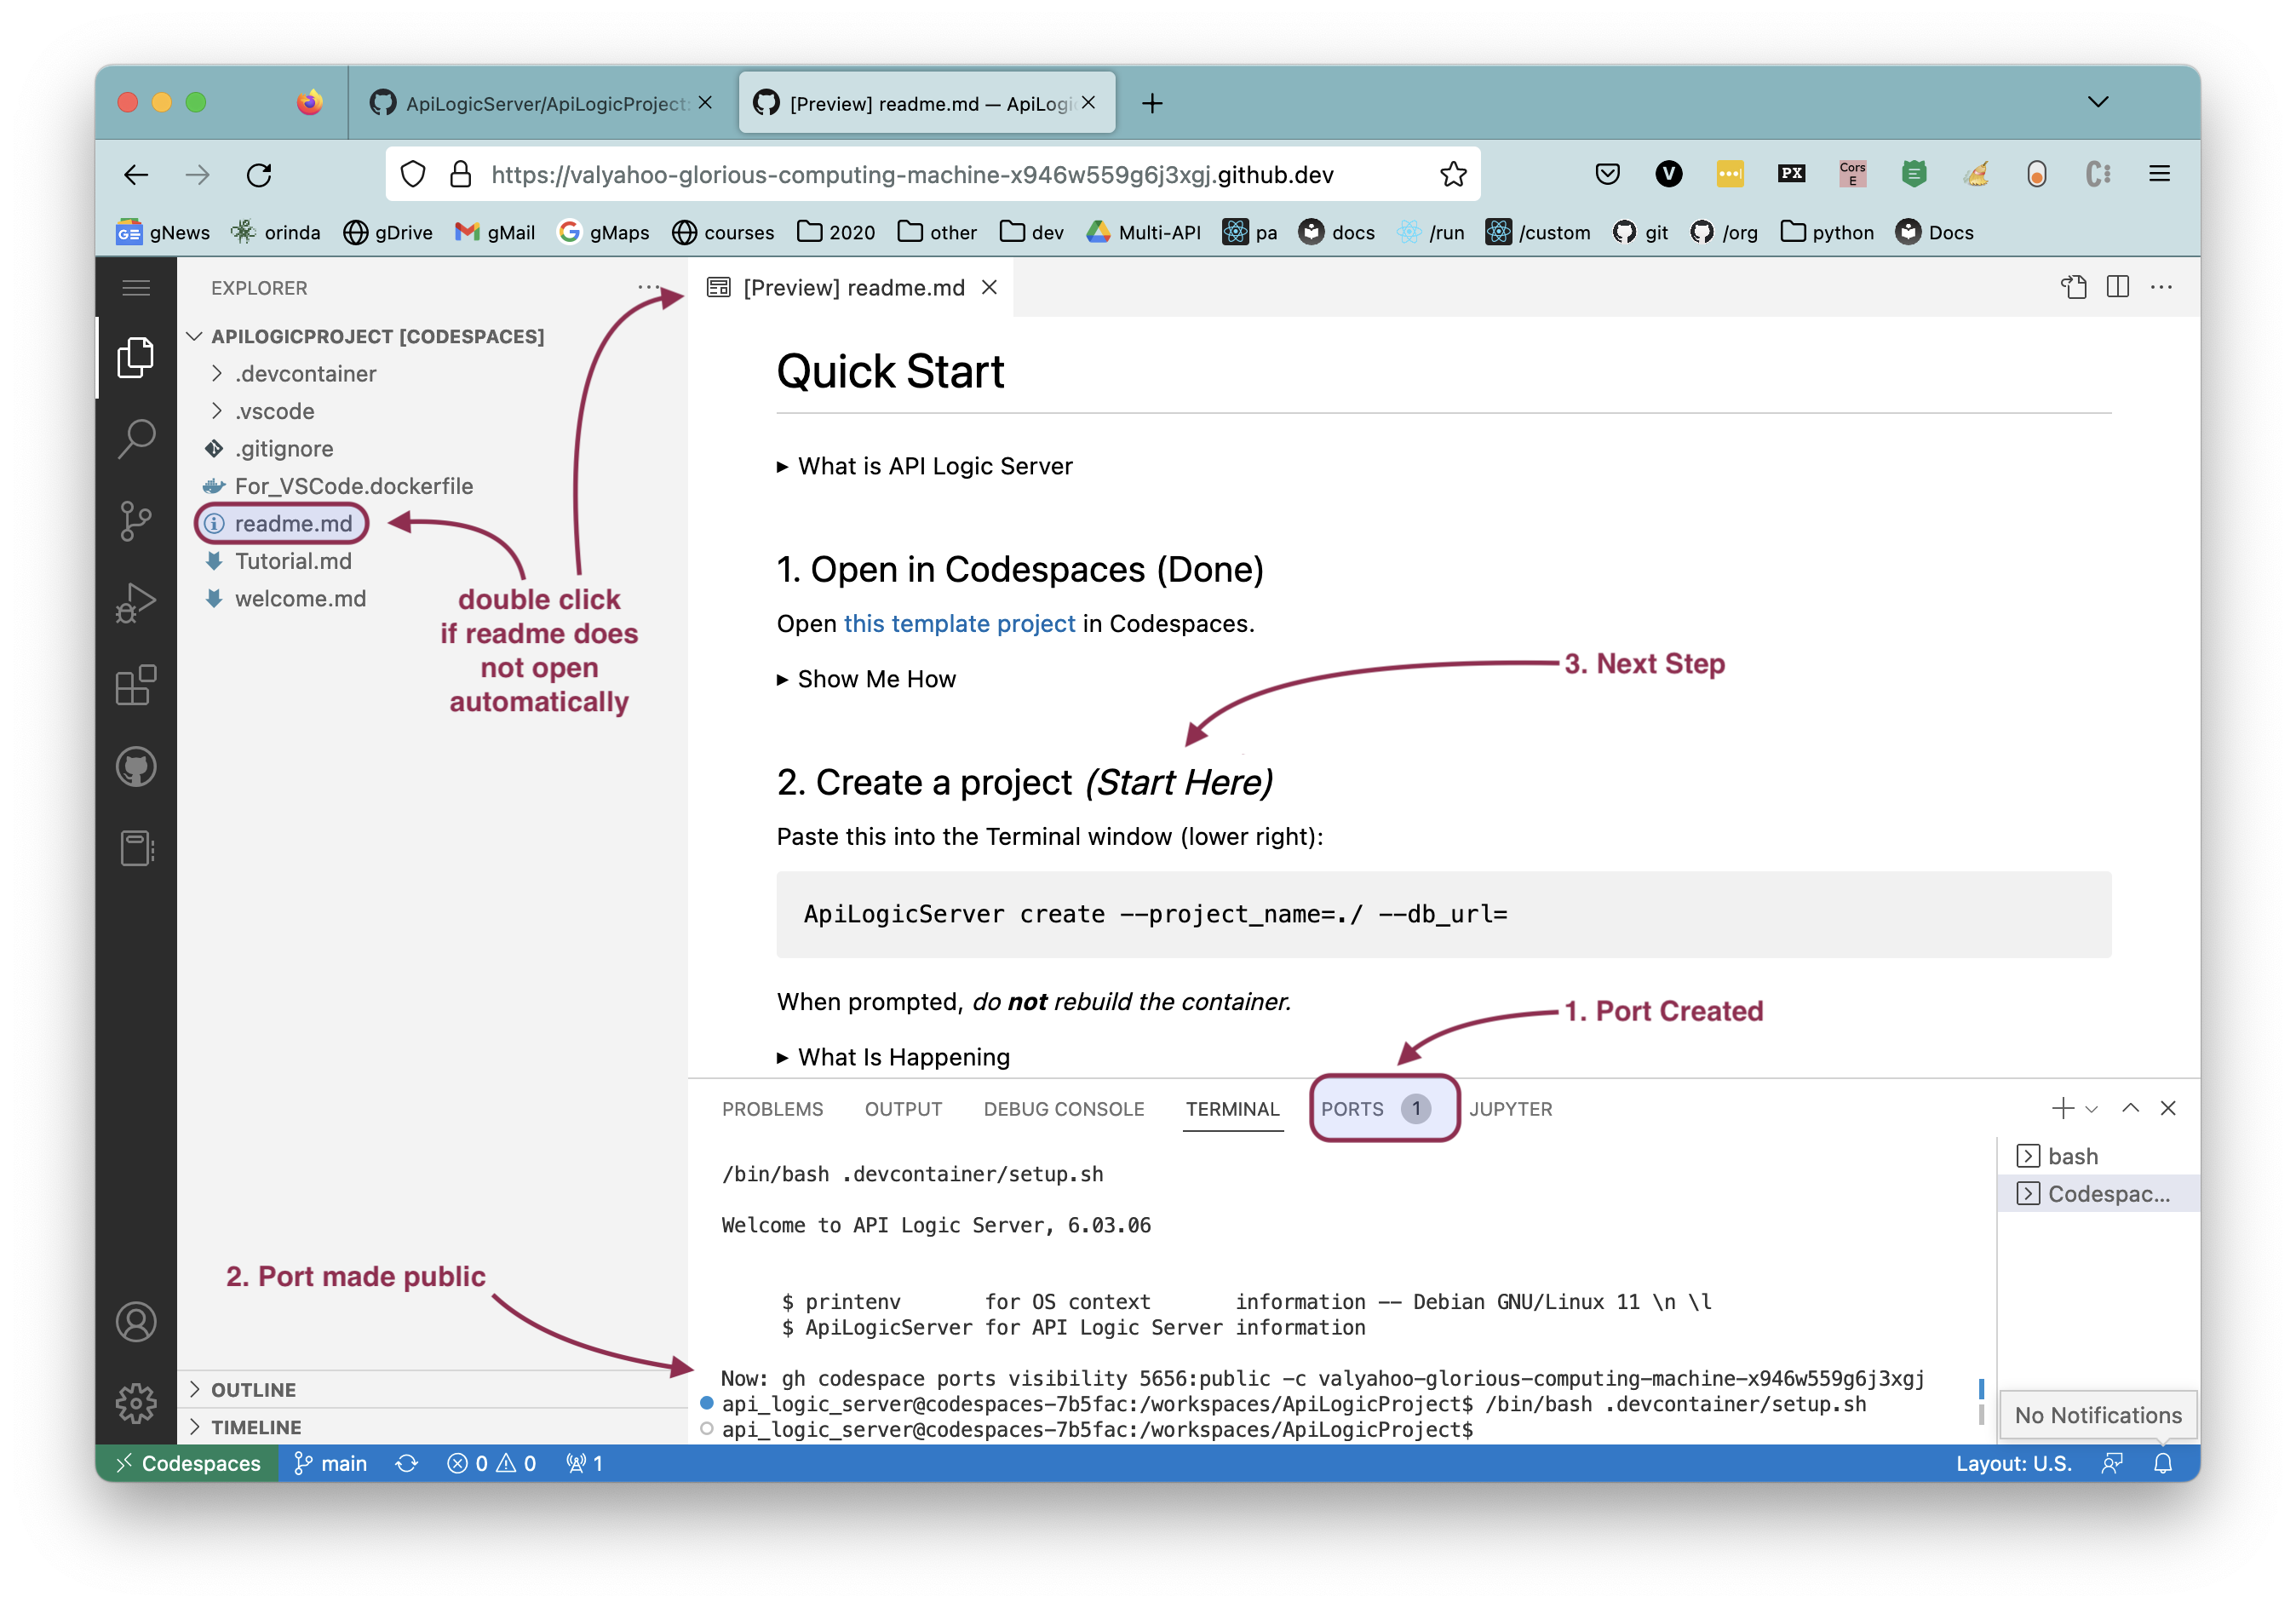 ApiLogicServer/ApiLogicProject:
[Preview] readme.md — ApiLogi
https://valyahoo-glorious-computing-machine-x946w559g6j3xgj.github.dev
V
PX
Cors
E
GE gNews
orinda
gDrive
gMail
gMaps
courses
2020
other
dev
Multi-API
pa
docs
/run
/custom
git
/org
python
Docs
EXPLORER
[Preview] readme.md
APILOGICPROJECT [CODESPACES]
.devcontainer
.vscode
.gitignore
For_VSCode.dockerfile
readme.md
Tutorial.md
welcome.md
double click
if readme does
not open
automatically
Quick Start
What is API Logic Server
1. Open in Codespaces (Done)
Open this template project in Codespaces.
Show Me How
3. Next Step
2. Create a project (Start Here)
Paste this into the Terminal window (lower right):
ApiLogicServer create --project_name=./ --db_url=
When prompted, do not rebuild the container.
1. Port Created
What Is Happening
PROBLEMS
OUTPUT
DEBUG CONSOLE
TERMINAL
PORTS 1
JUPYTER
/bin/bash .devcontainer/setup.sh
Welcome to API Logic Server, 6.03.06
$ printenv for OS context information -- Debian GNU/Linux 11 \n \l
$ ApiLogicServer for API Logic Server information
Now: gh codespace ports visibility 5656:public -c valyahoo-glorious-computing-machine-x946w559g6j3xgj
api_logic_server@codespaces-7b5fac:/workspaces/ApiLogicProject$ /bin/bash .devcontainer/setup.sh
api_logic_server@codespaces-7b5fac:/workspaces/ApiLogicProject$
bash
Codespac...
2. Port made public
OUTLINE
TIMELINE
No Notifications
Codespaces
main
0
0
1
Layout: U.S.